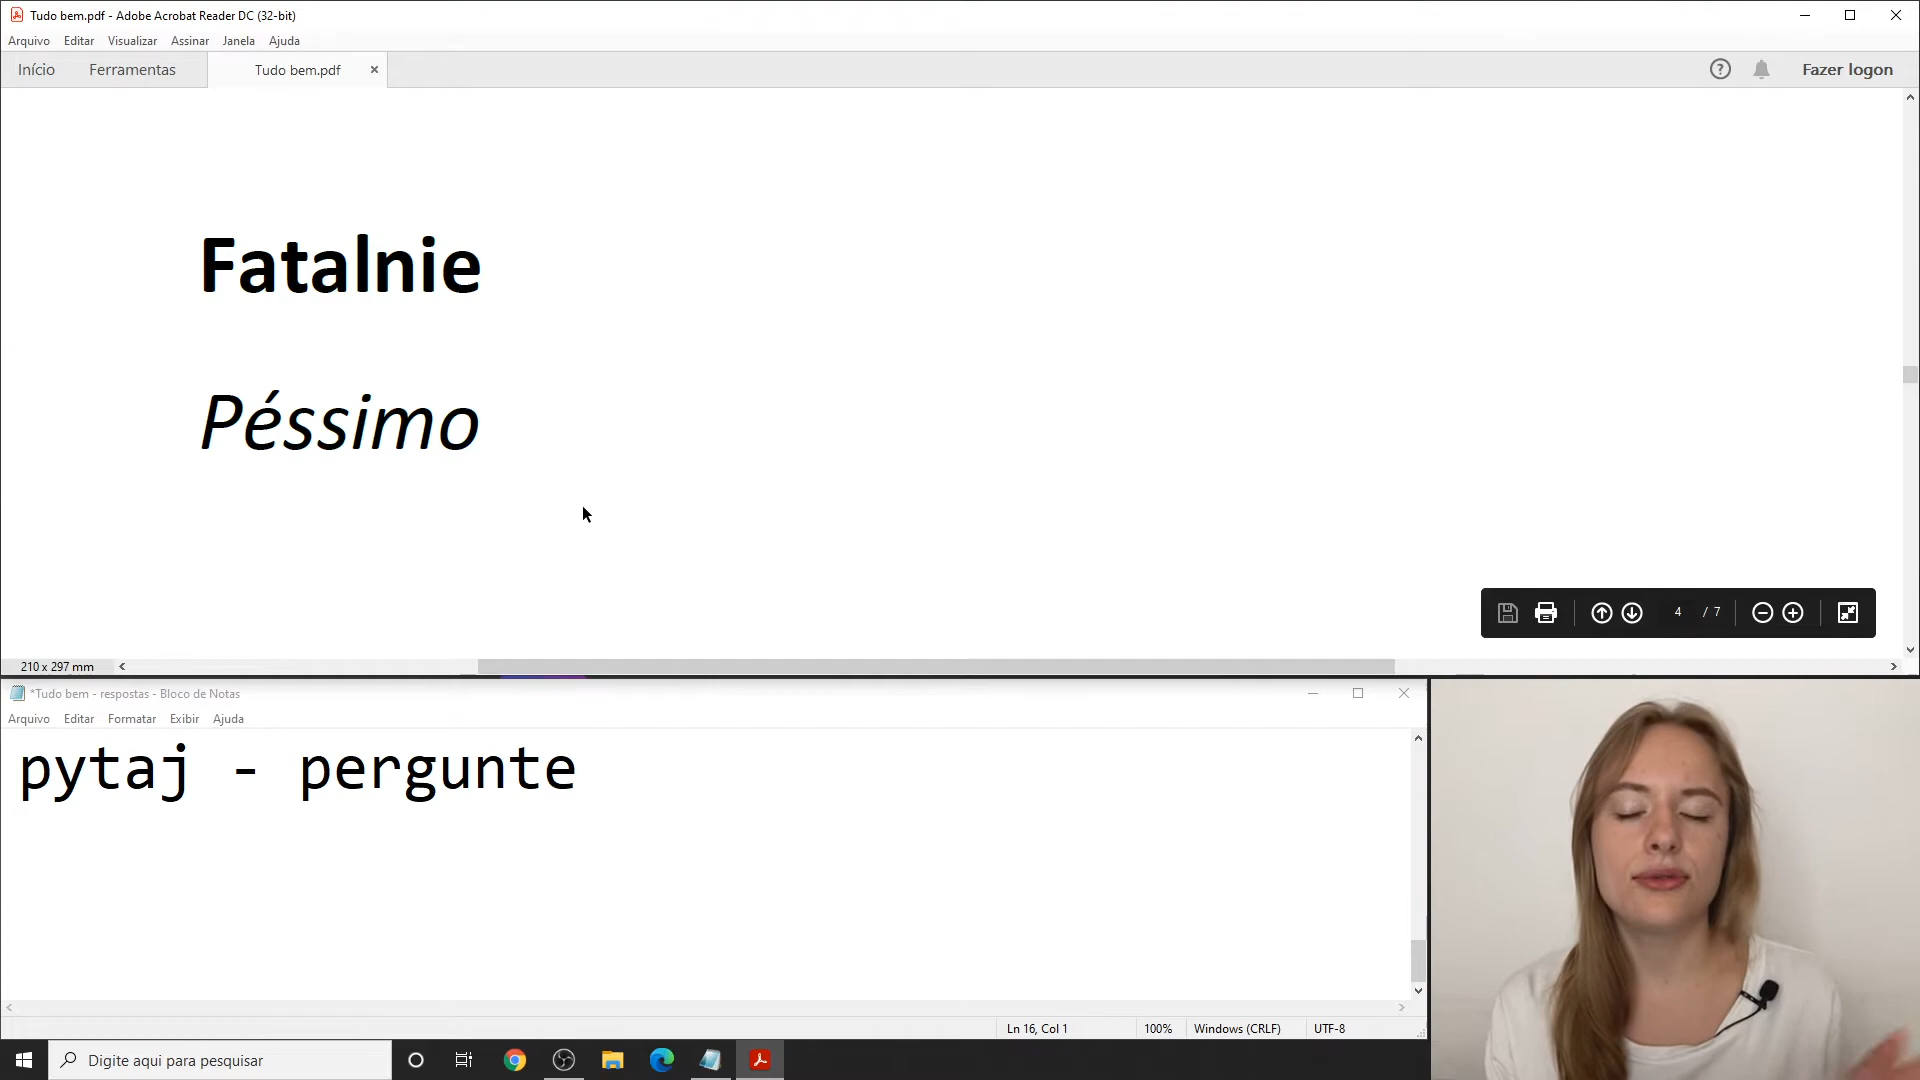 Tudo bem.pdf - Adobe Acrobat Reader DC (32-bit)
Arquivo Editar Visualizar Assinar Janela Ajuda
Início Ferramentas Tudo bem.pdf Fazer logon
Fatalnie
Péssimo
4 / 7
210 x 297 mm
*Tudo bem - respostas - Bloco de Notas
Arquivo Editar Formatar Exibir Ajuda
pytaj - pergunte
Ln 16, Col 1 100% Windows (CRLF) UTF-8
Digite aqui para pesquisar